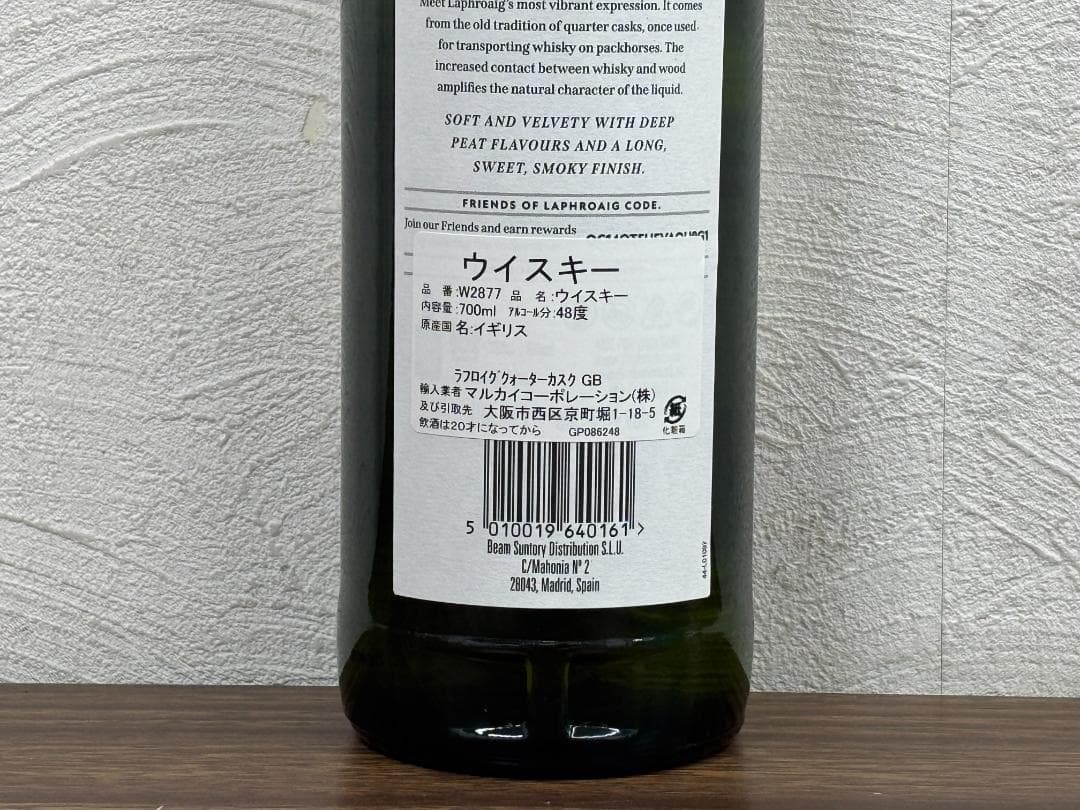 Meet Laphroaig's most vibrant expression. It comes
from the old tradition of quarter casks, once used
for transporting whisky on packhorses. The
increased contact between whisky and wood
amplifies the natural character of the liquid.
SOFT AND VELVETY WITH DEEP
PEAT FLAVOURS AND A LONG,
SWEET, SMOKY FINISH.
FRIENDS OF LAPHROAIG CODE.
Join our Friends and earn rewards
ウイスキー
品 番:W2877 品 名:ウイスキー
内容量:700ml アルコール分:48度
原産国名:イギリス
ラフロイグクォーターカスク GB
輸入業者 マルカイコーポレーション(株)
及び引取先 大阪市西区京町堀1-18-5
飲酒は20才になってから GP086248
紙
化粧箱
5 010019 640161 >
Beam Suntory Distribution S.L.U.
C/Mahonia Nº 2
28043, Madrid, Spain